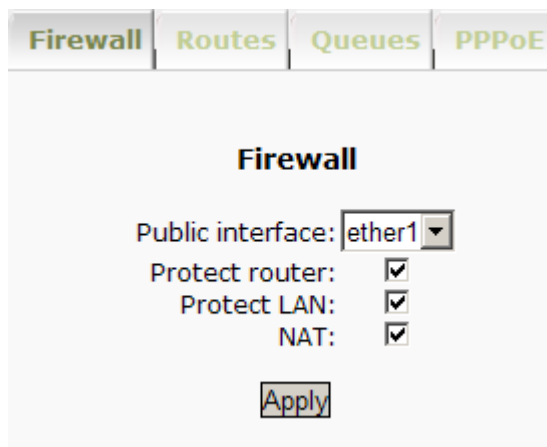 Firewall Routes Queues PPPoE
Firewall
Public interface: ether1
Protect router:
Protect LAN:
NAT:
Apply